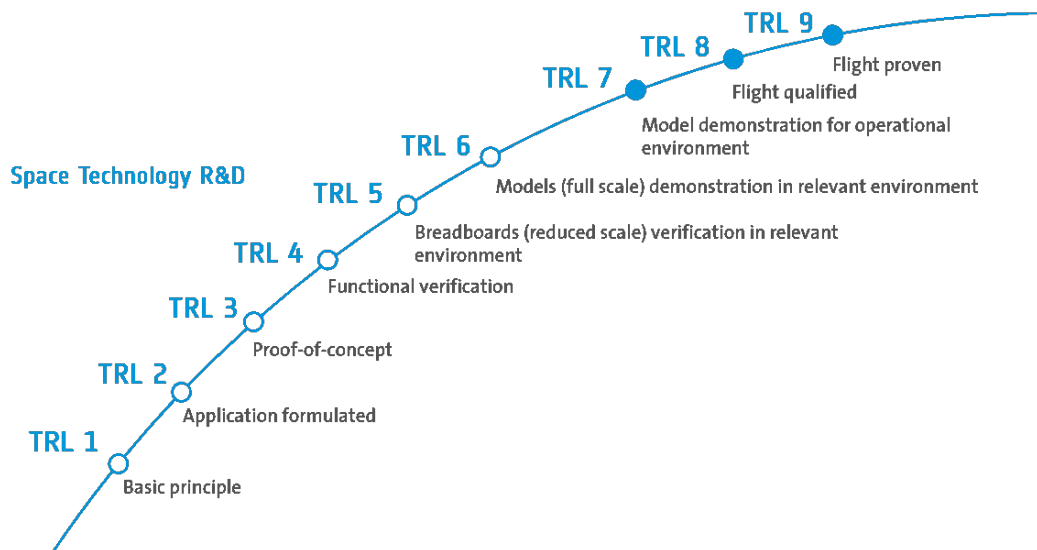 TRL 9
Flight proven
TRL 8
Flight qualified
TRL 7
Model demonstration for operational
environment
TRL 6
Models (full scale) demonstration in relevant environment
Space Technology R&D
TRL 5
Breadboards (reduced scale) verification in relevant
environment
TRL 4
Functional verification
TRL 3
Proof-of-concept
TRL 2
Application formulated
TRL 1
Basic principle